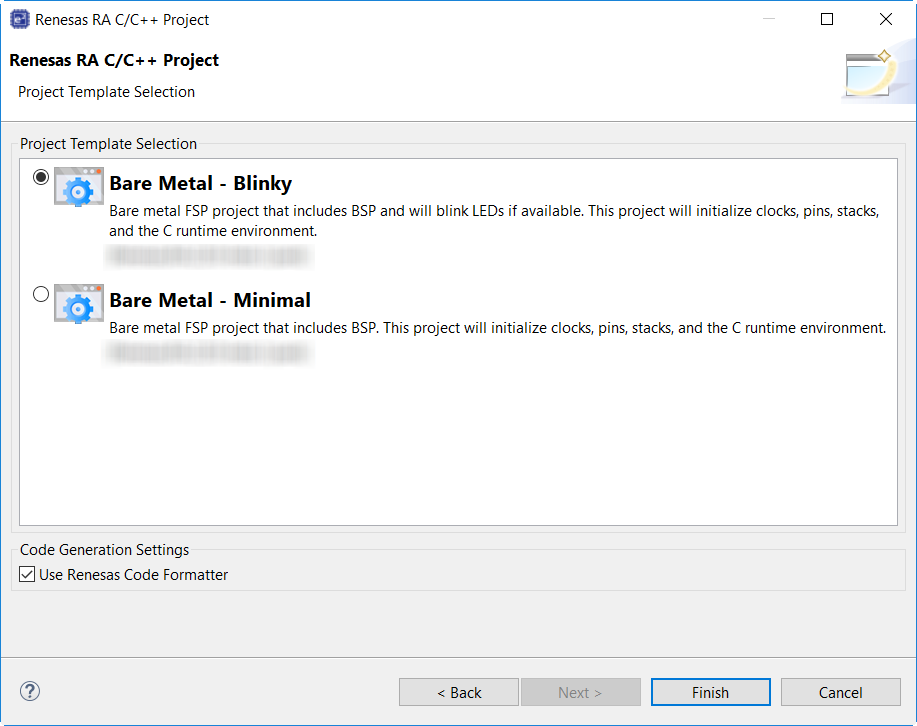 Renesas RA C/C++ Project
Renesas RA C/C++ Project
Project Template Selection
Project Template Selection
Bare Metal - Blinky
Bare metal FSP project that includes BSP and will blink LEDs if available. This project will initialize clocks, pins, stacks,
and the C runtime environment.
Bare Metal - Minimal
Bare metal FSP project that includes BSP. This project will initialize clocks, pins, stacks, and the C runtime environment.
Code Generation Settings
Use Renesas Code Formatter
?
< Back
Next >
Finish
Cancel